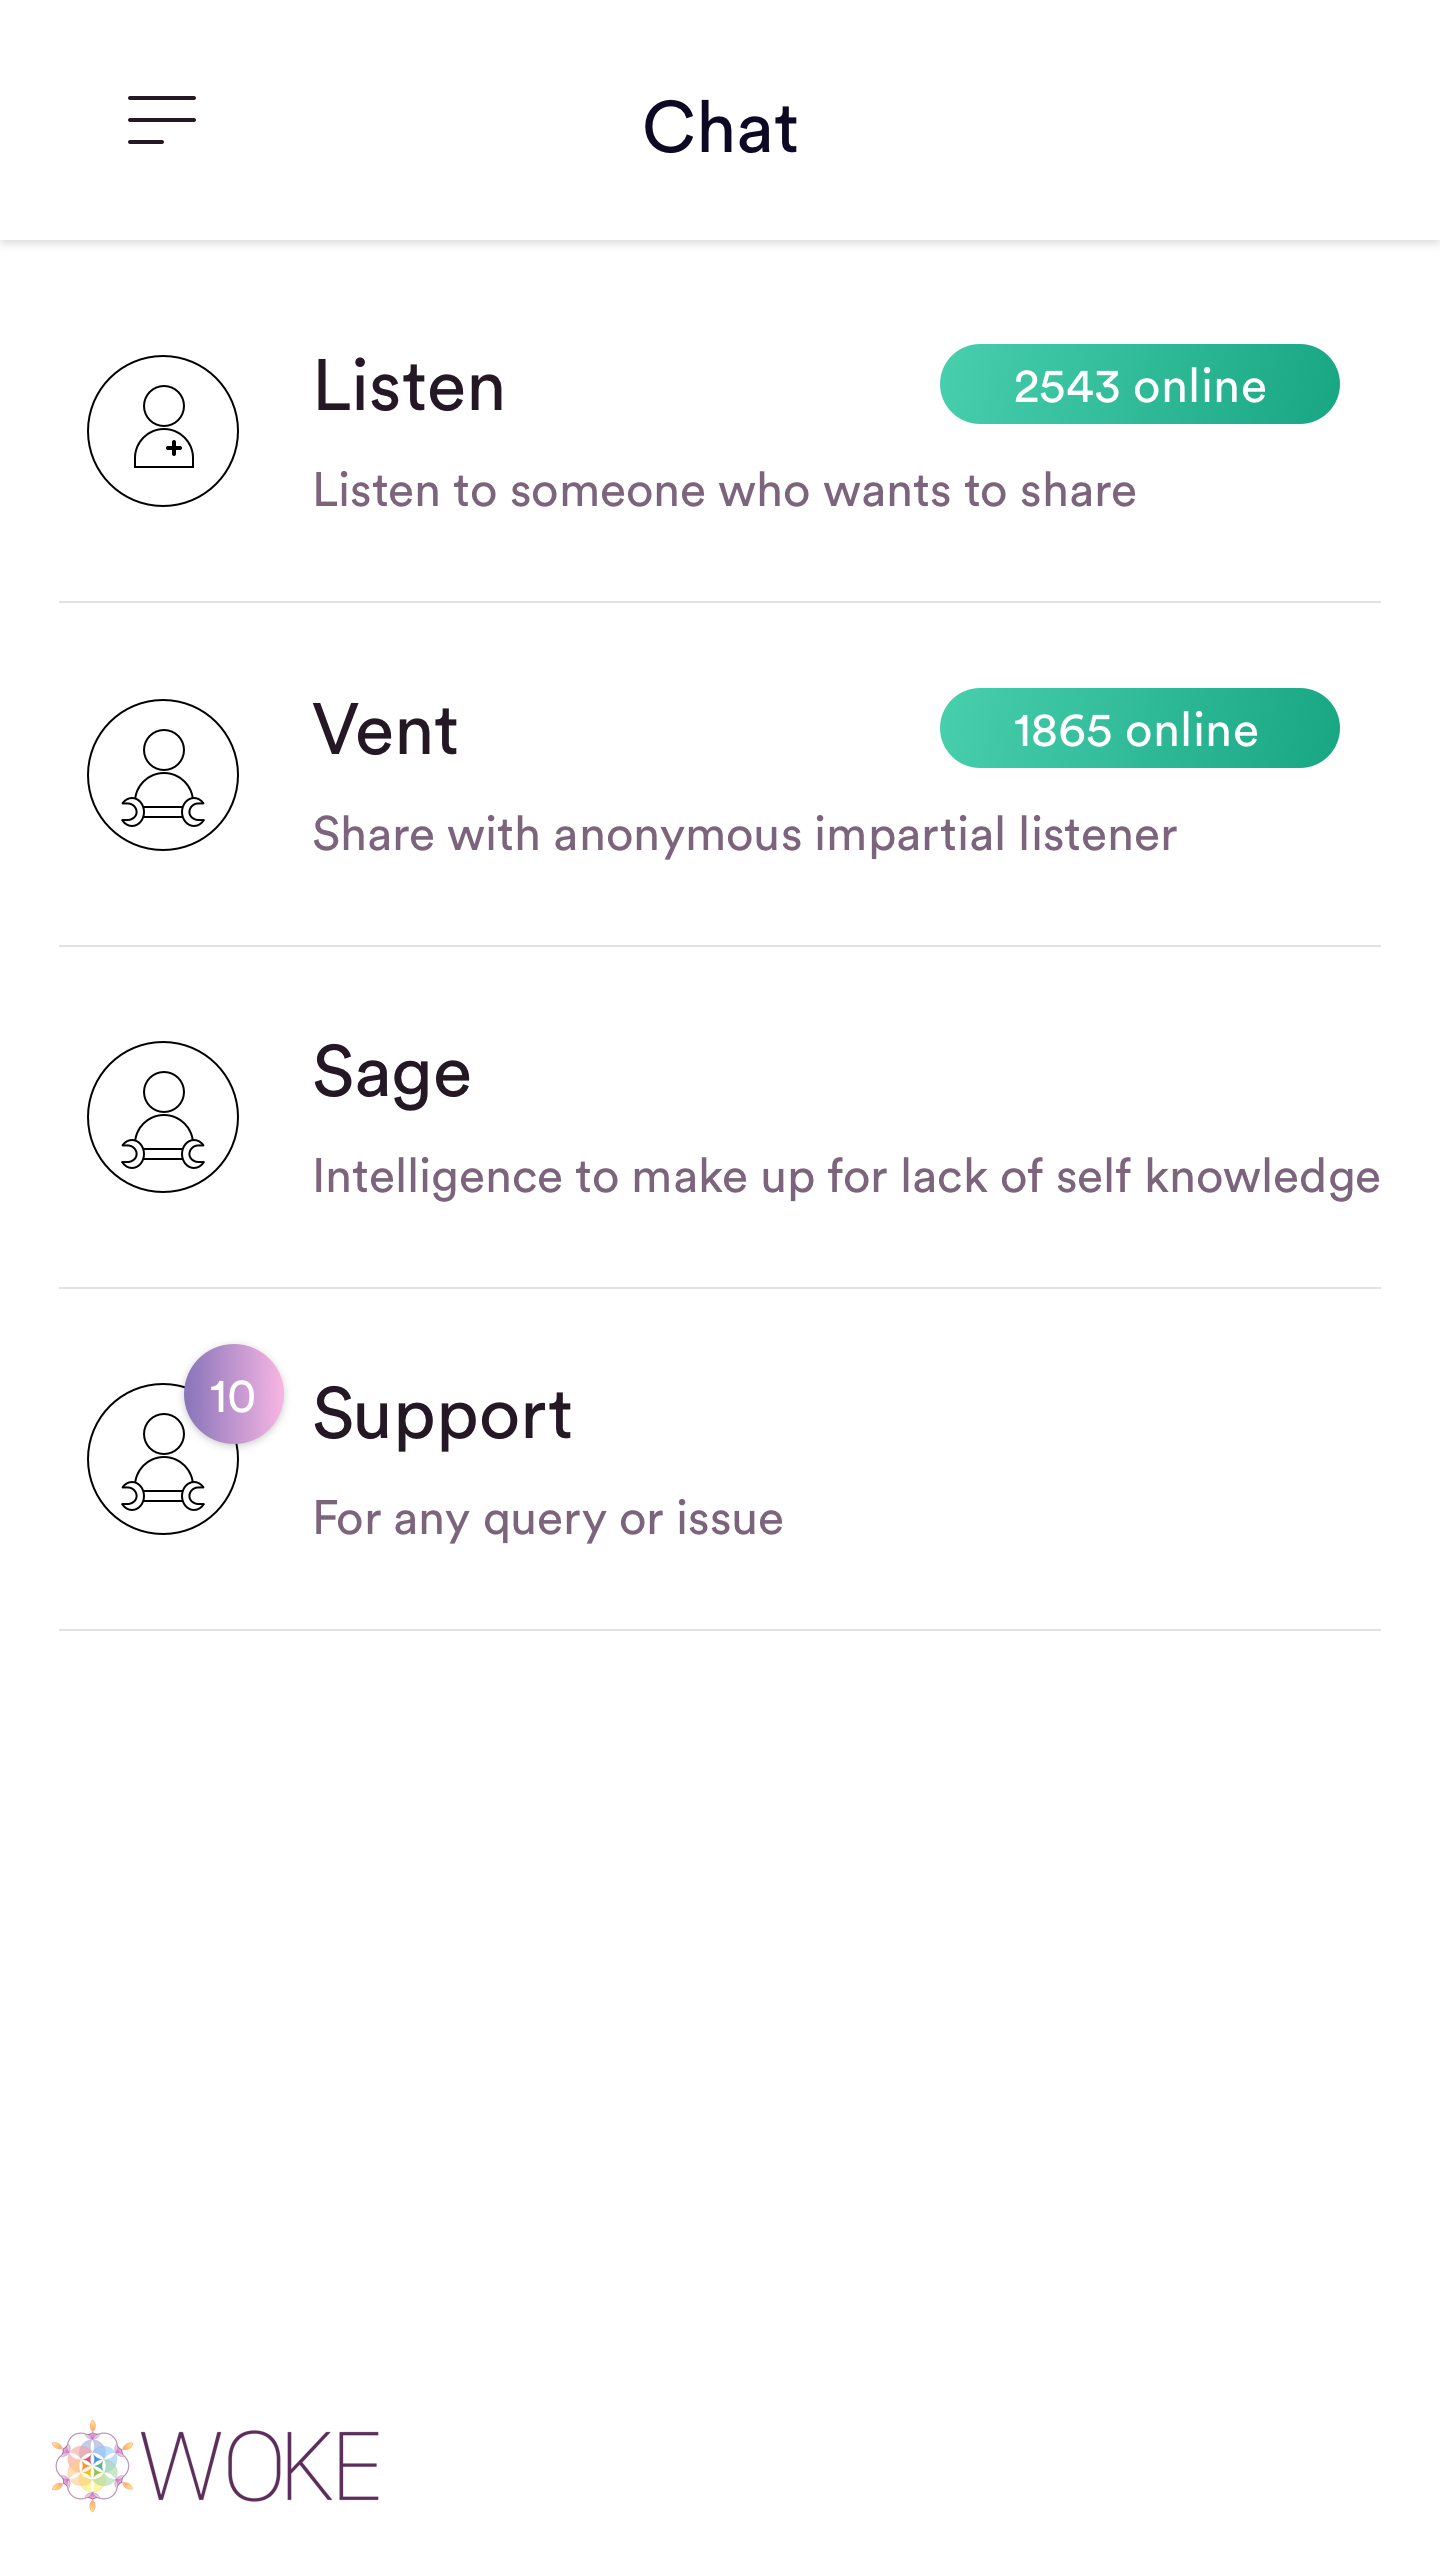 Chat
Listen
2543 online
Listen to someone who wants to share
Vent
1865 online
Share with anonymous impartial listener
Sage
Intelligence to make up for lack of self knowledge
10
Support
For any query or issue
WOKE